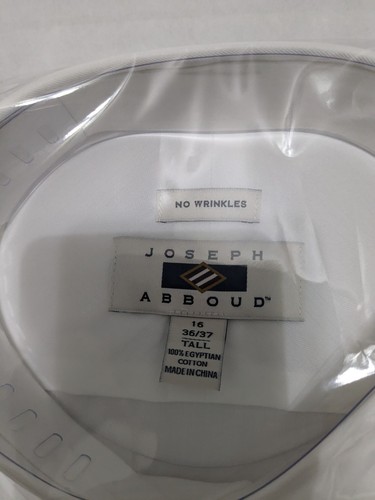 NO WRINKLES
JOSEPH
ABBOUD™
16
36/37
TALL
100% EGYPTIAN
COTTON
MADE IN CHINA